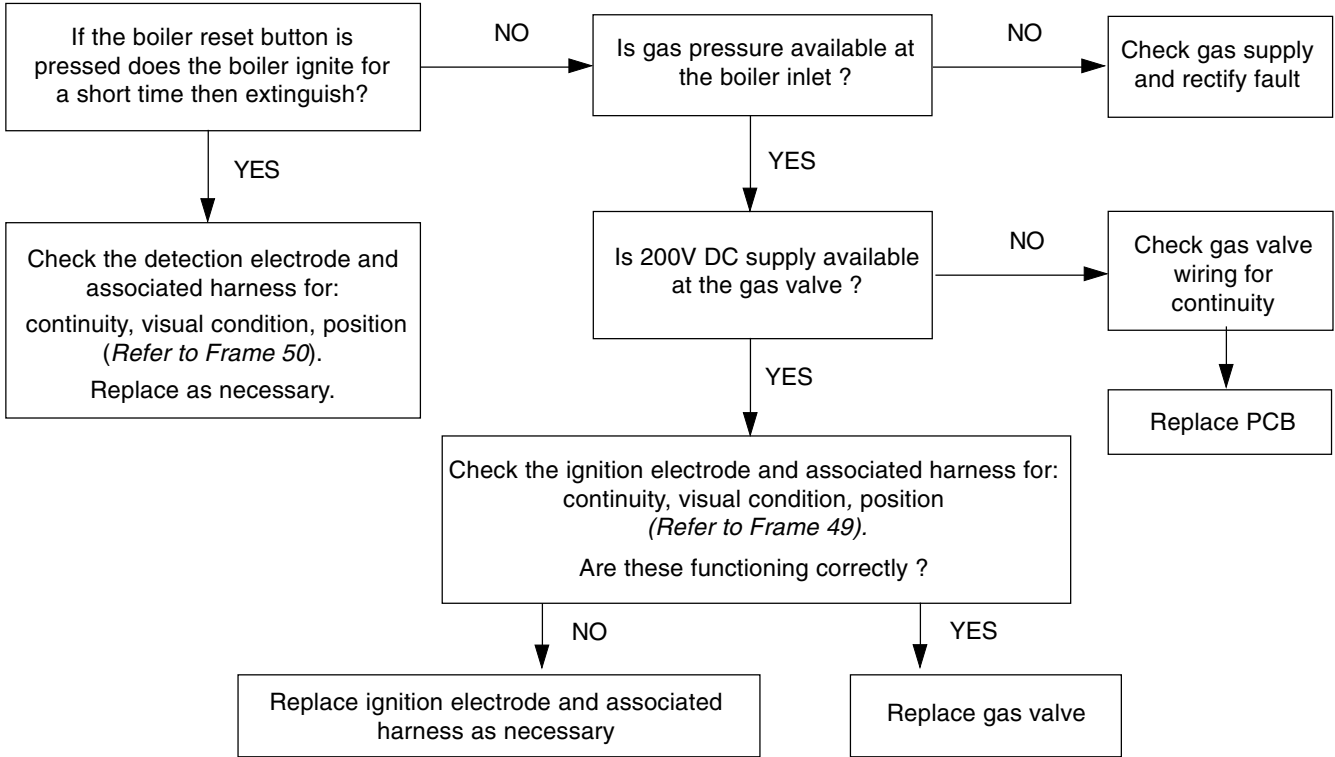 If the boiler reset button is
pressed does the boiler ignite for
a short time then extinguish?
NO
Is gas pressure available at
the boiler inlet ?
NO
Check gas supply
and rectify fault
YES
YES
Check the detection electrode and
associated harness for:
continuity, visual condition, position
(Refer to Frame 50).
Replace as necessary.
Is 200V DC supply available
at the gas valve ?
NO
Check gas valve
wiring for
continuity
YES
Replace PCB
Check the ignition electrode and associated harness for:
continuity, visual condition, position
(Refer to Frame 49).
Are these functioning correctly ?
NO
YES
Replace ignition electrode and associated
harness as necessary
Replace gas valve